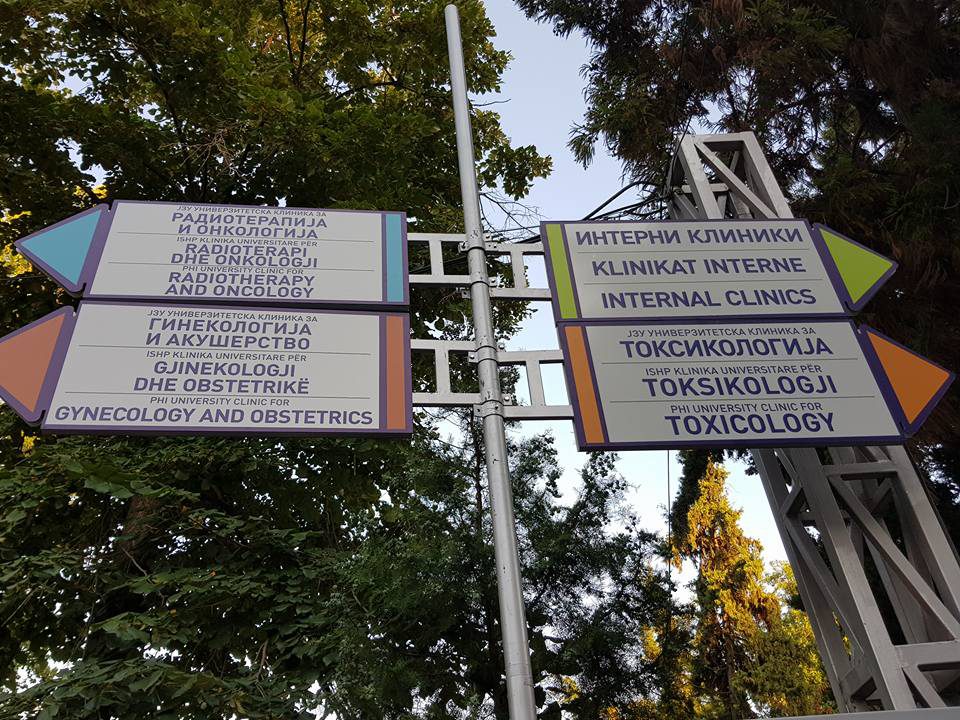 ЈЗУ УНИВЕРЗИТЕТСКА КЛИНИКА ЗА
РАДИОТЕРАПИЈА
И ОНКОЛОГИЈА
ISHP KLINIKA UNIVERSITARE PËR
RADIOTERAPI
DHE ONKOLOGJI
PHI UNIVERSITY CLINIC FOR
RADIOTHERAPY
AND ONCOLOGY
ЈЗУ УНИВЕРЗИТЕТСКА КЛИНИКА ЗА
ГИНЕКОЛОГИЈА
И АКУШЕРСТВО
ISHP KLINIKA UNIVERSITARE PËR
GJINEKOLOGJI
DHE OBSTETRIKË
PHI UNIVERSITY CLINIC FOR
GYNECOLOGY AND OBSTETRICS
ИНТЕРНИ КЛИНИКИ
KLINIKAT INTERNE
INTERNAL CLINICS
ЈЗУ УНИВЕРЗИТЕТСКА КЛИНИКА ЗА
ТОКСИКОЛОГИЈА
ISHP KLINIKA UNIVERSITARE PËR
TOKSIKOLOGJI
PHI UNIVERSITY CLINIC FOR
TOXICOLOGY